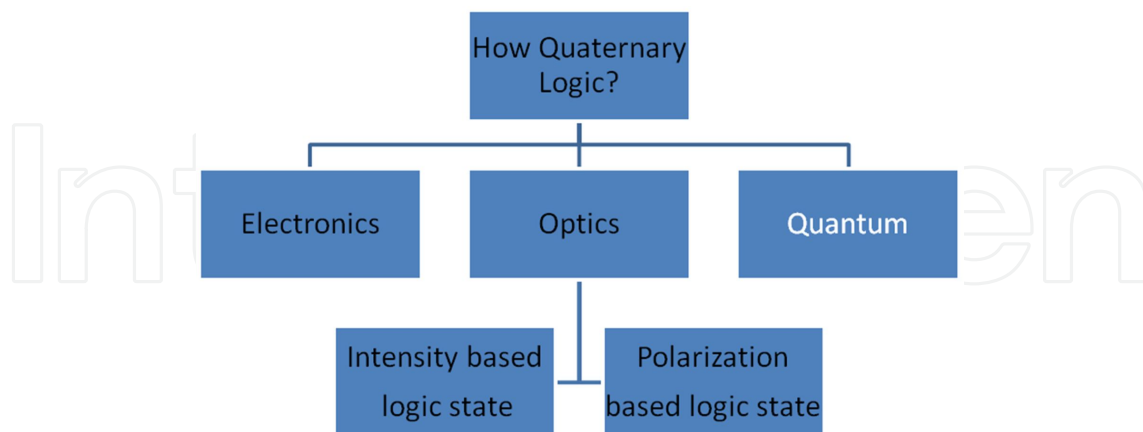 How Quaternary
Logic?
Electronics
Optics
Quantum
Intensity based
logic state
Polarization
based logic state